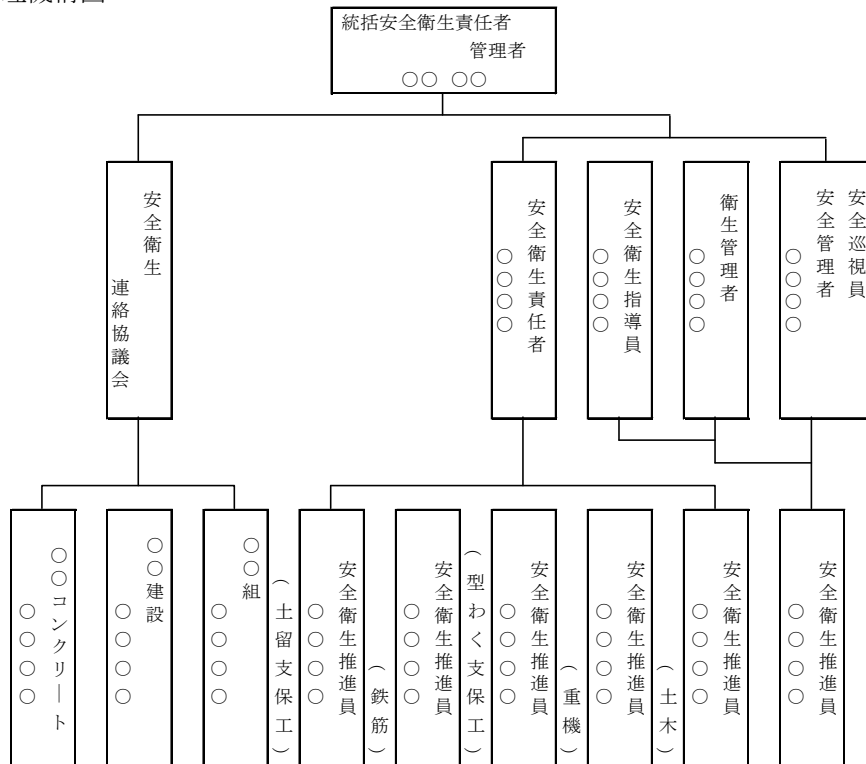 理機構図
統括安全衛生責任者
管理者
○○ ○○
安全衛生
連絡協議会
安全衛生責任者
○○○○
安全衛生指導員
○○○○
衛生管理者
○○○○
安全巡視員
安全管理者
○○○○
○○コンクリート
○○○○
○○建設
○○○○
○○組
○○○○
安全衛生推進員
○○○○
(土留支保工)
安全衛生推進員
○○○○
(鉄筋)
安全衛生推進員
○○○○
(型わく支保工)
安全衛生推進員
○○○○
(重機)
安全衛生推進員
○○○○
(土木)
安全衛生推進員
○○○○